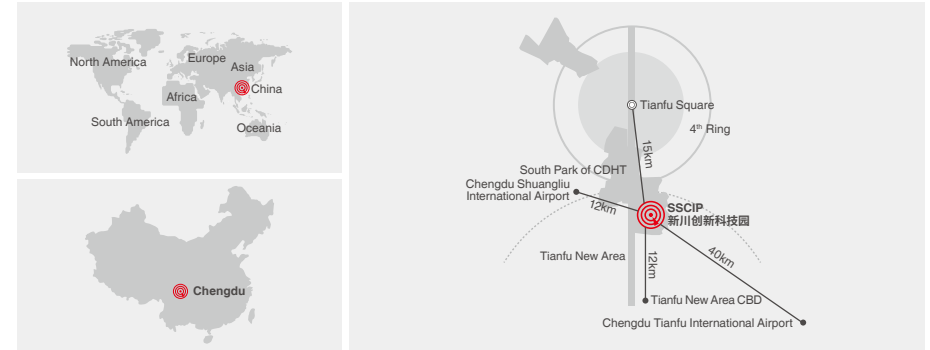 North America
Europe
Asia
China
Africa
South America
Oceania
Chengdu
Tianfu Square
4th Ring
15km
South Park of CDHT
Chengdu Shuangliu
International Airport
12km
SSCIP
新川创新科技园
Tianfu New Area
12km
40km
Tianfu New Area CBD
Chengdu Tianfu International Airport